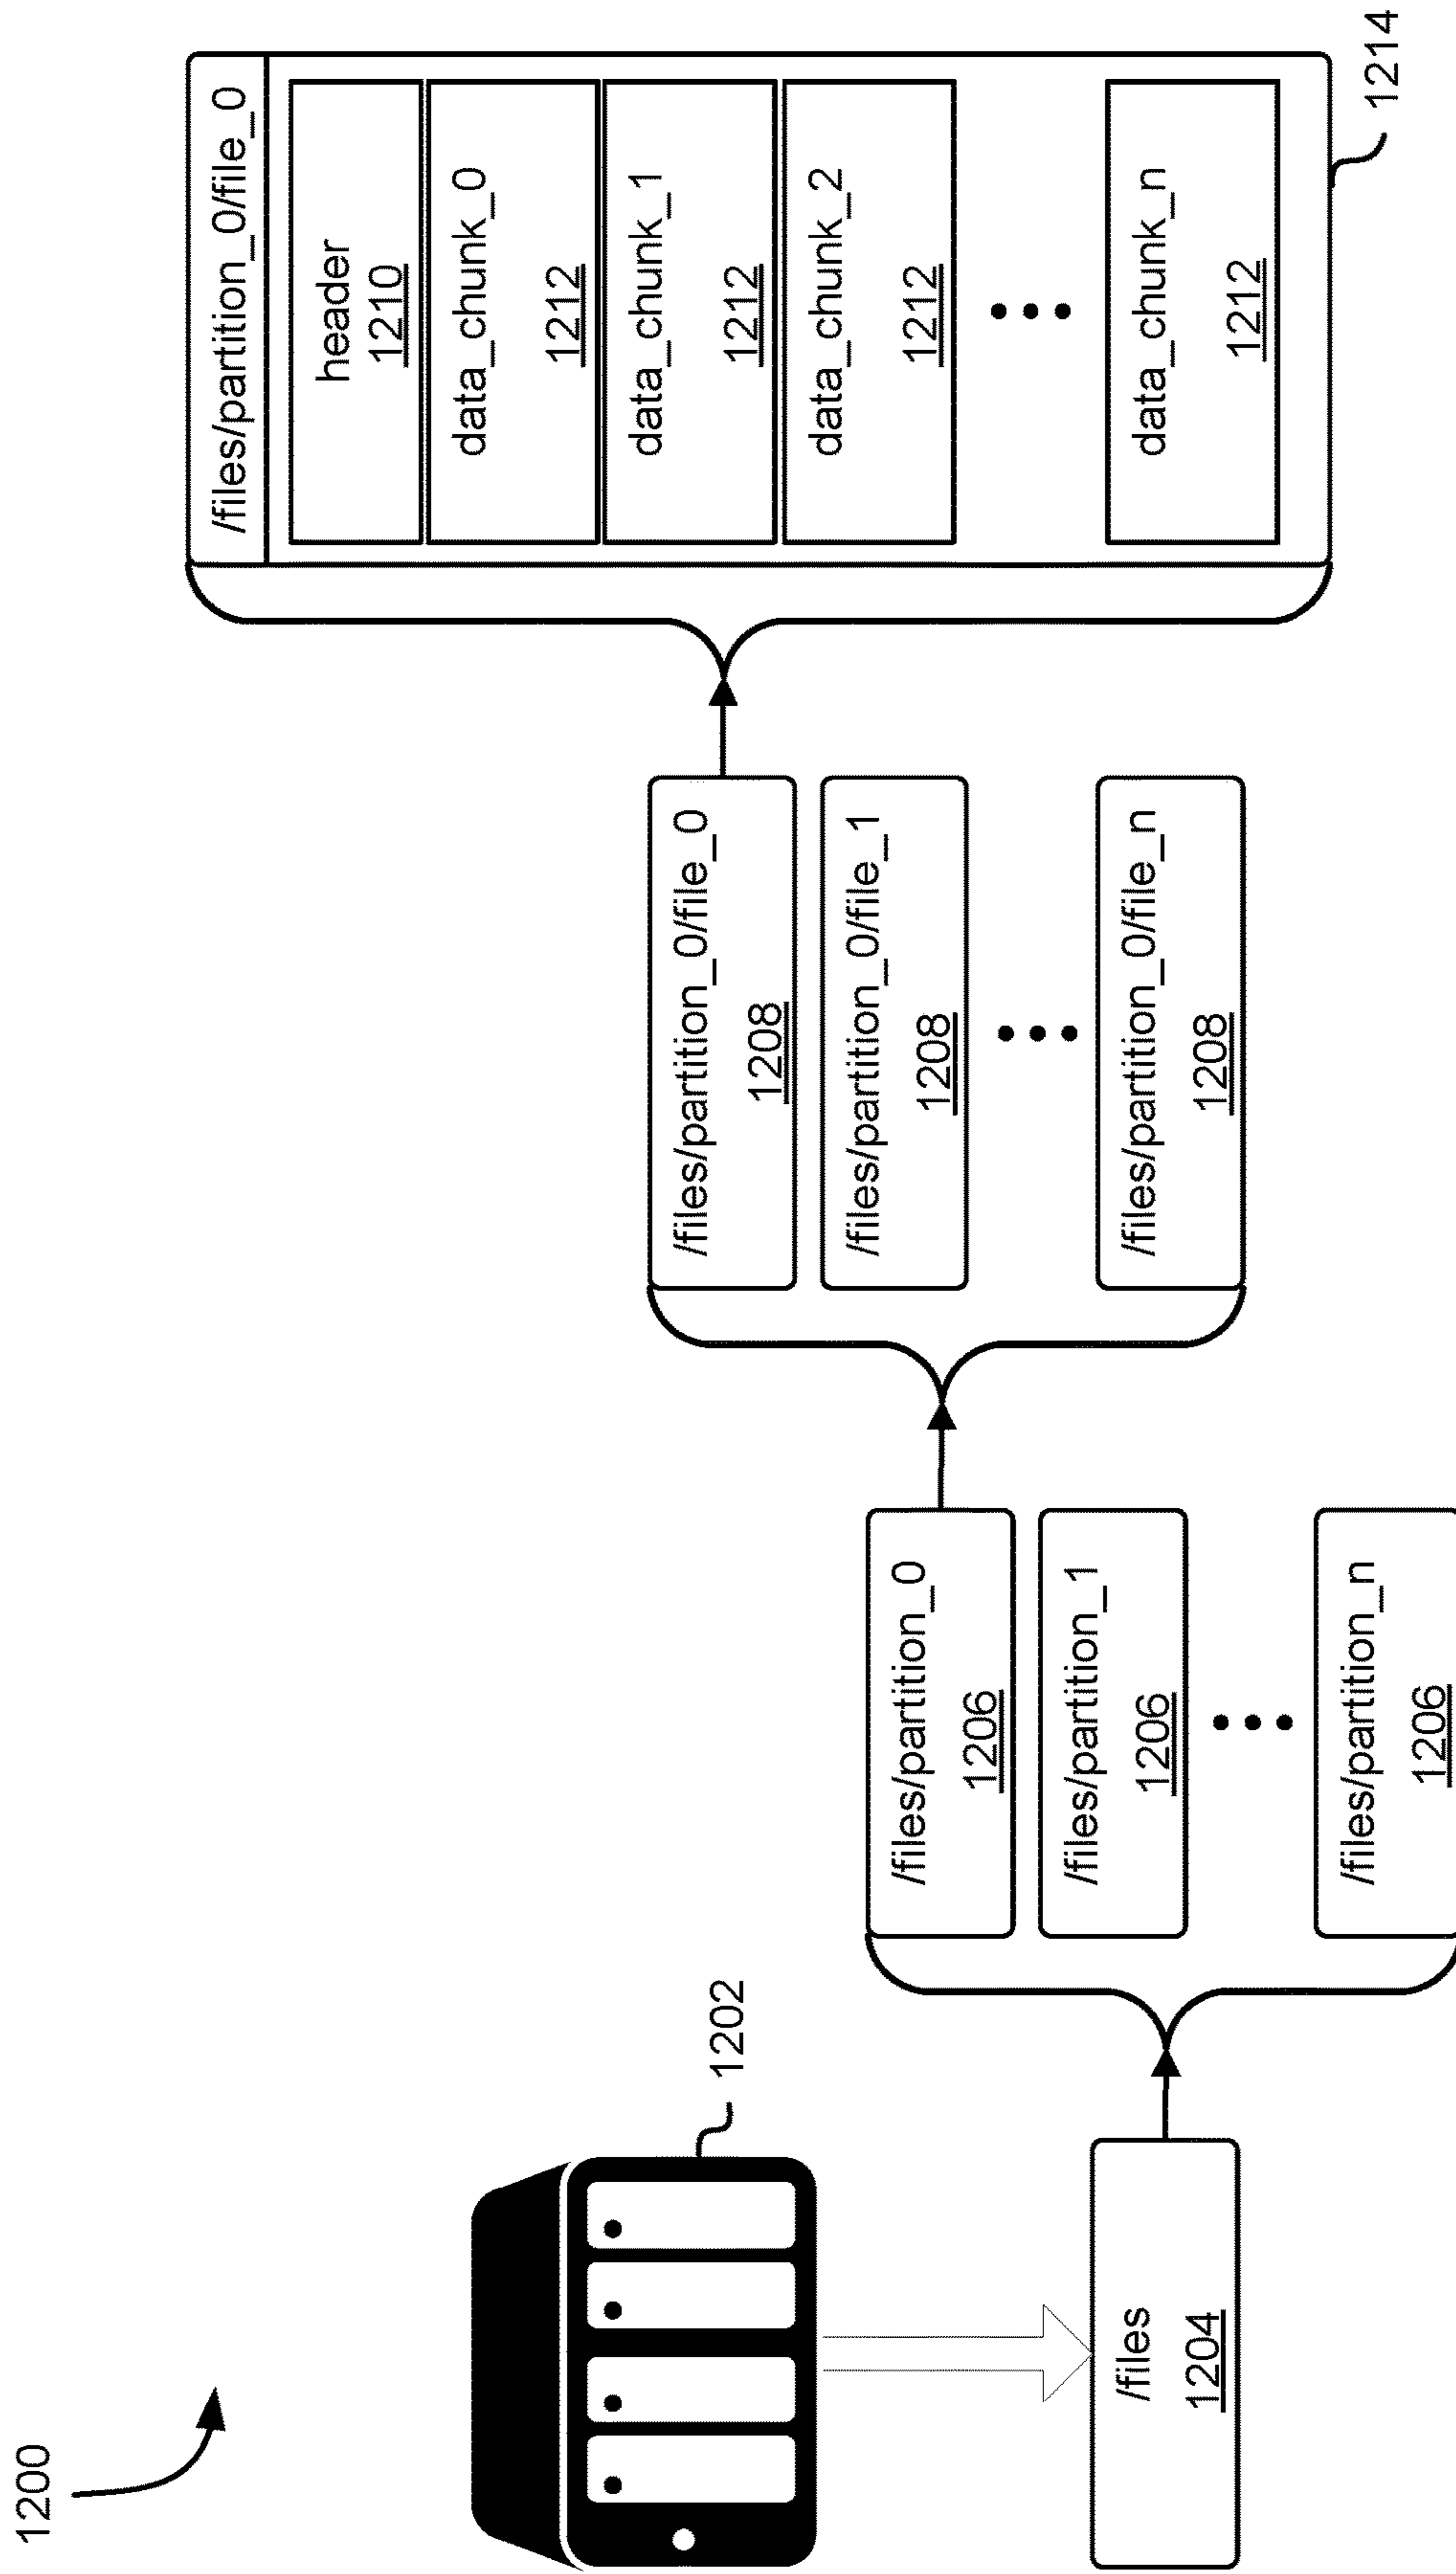 1200
1202
/files
1204
/files/partition_0
1206
/files/partition_1
1206
/files/partition_n
1206
/files/partition_0/file_0
1208
/files/partition_0/file_1
1208
/files/partition_0/file_n
1208
/files/partition_0/file_0
header
1210
data_chunk_0
1212
data_chunk_1
1212
data_chunk_2
1212
data_chunk_n
1212
1214